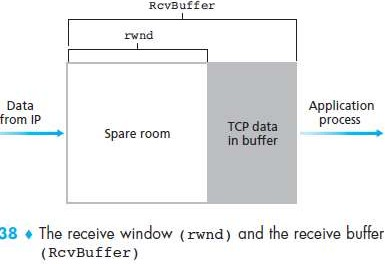 RcvBuffer
rwnd
Data
from IP
Spare room
TCP data
in buffer
Application
process
38 ♦ The receive window (rwnd) and the receive buffer
(RcvBuffer)